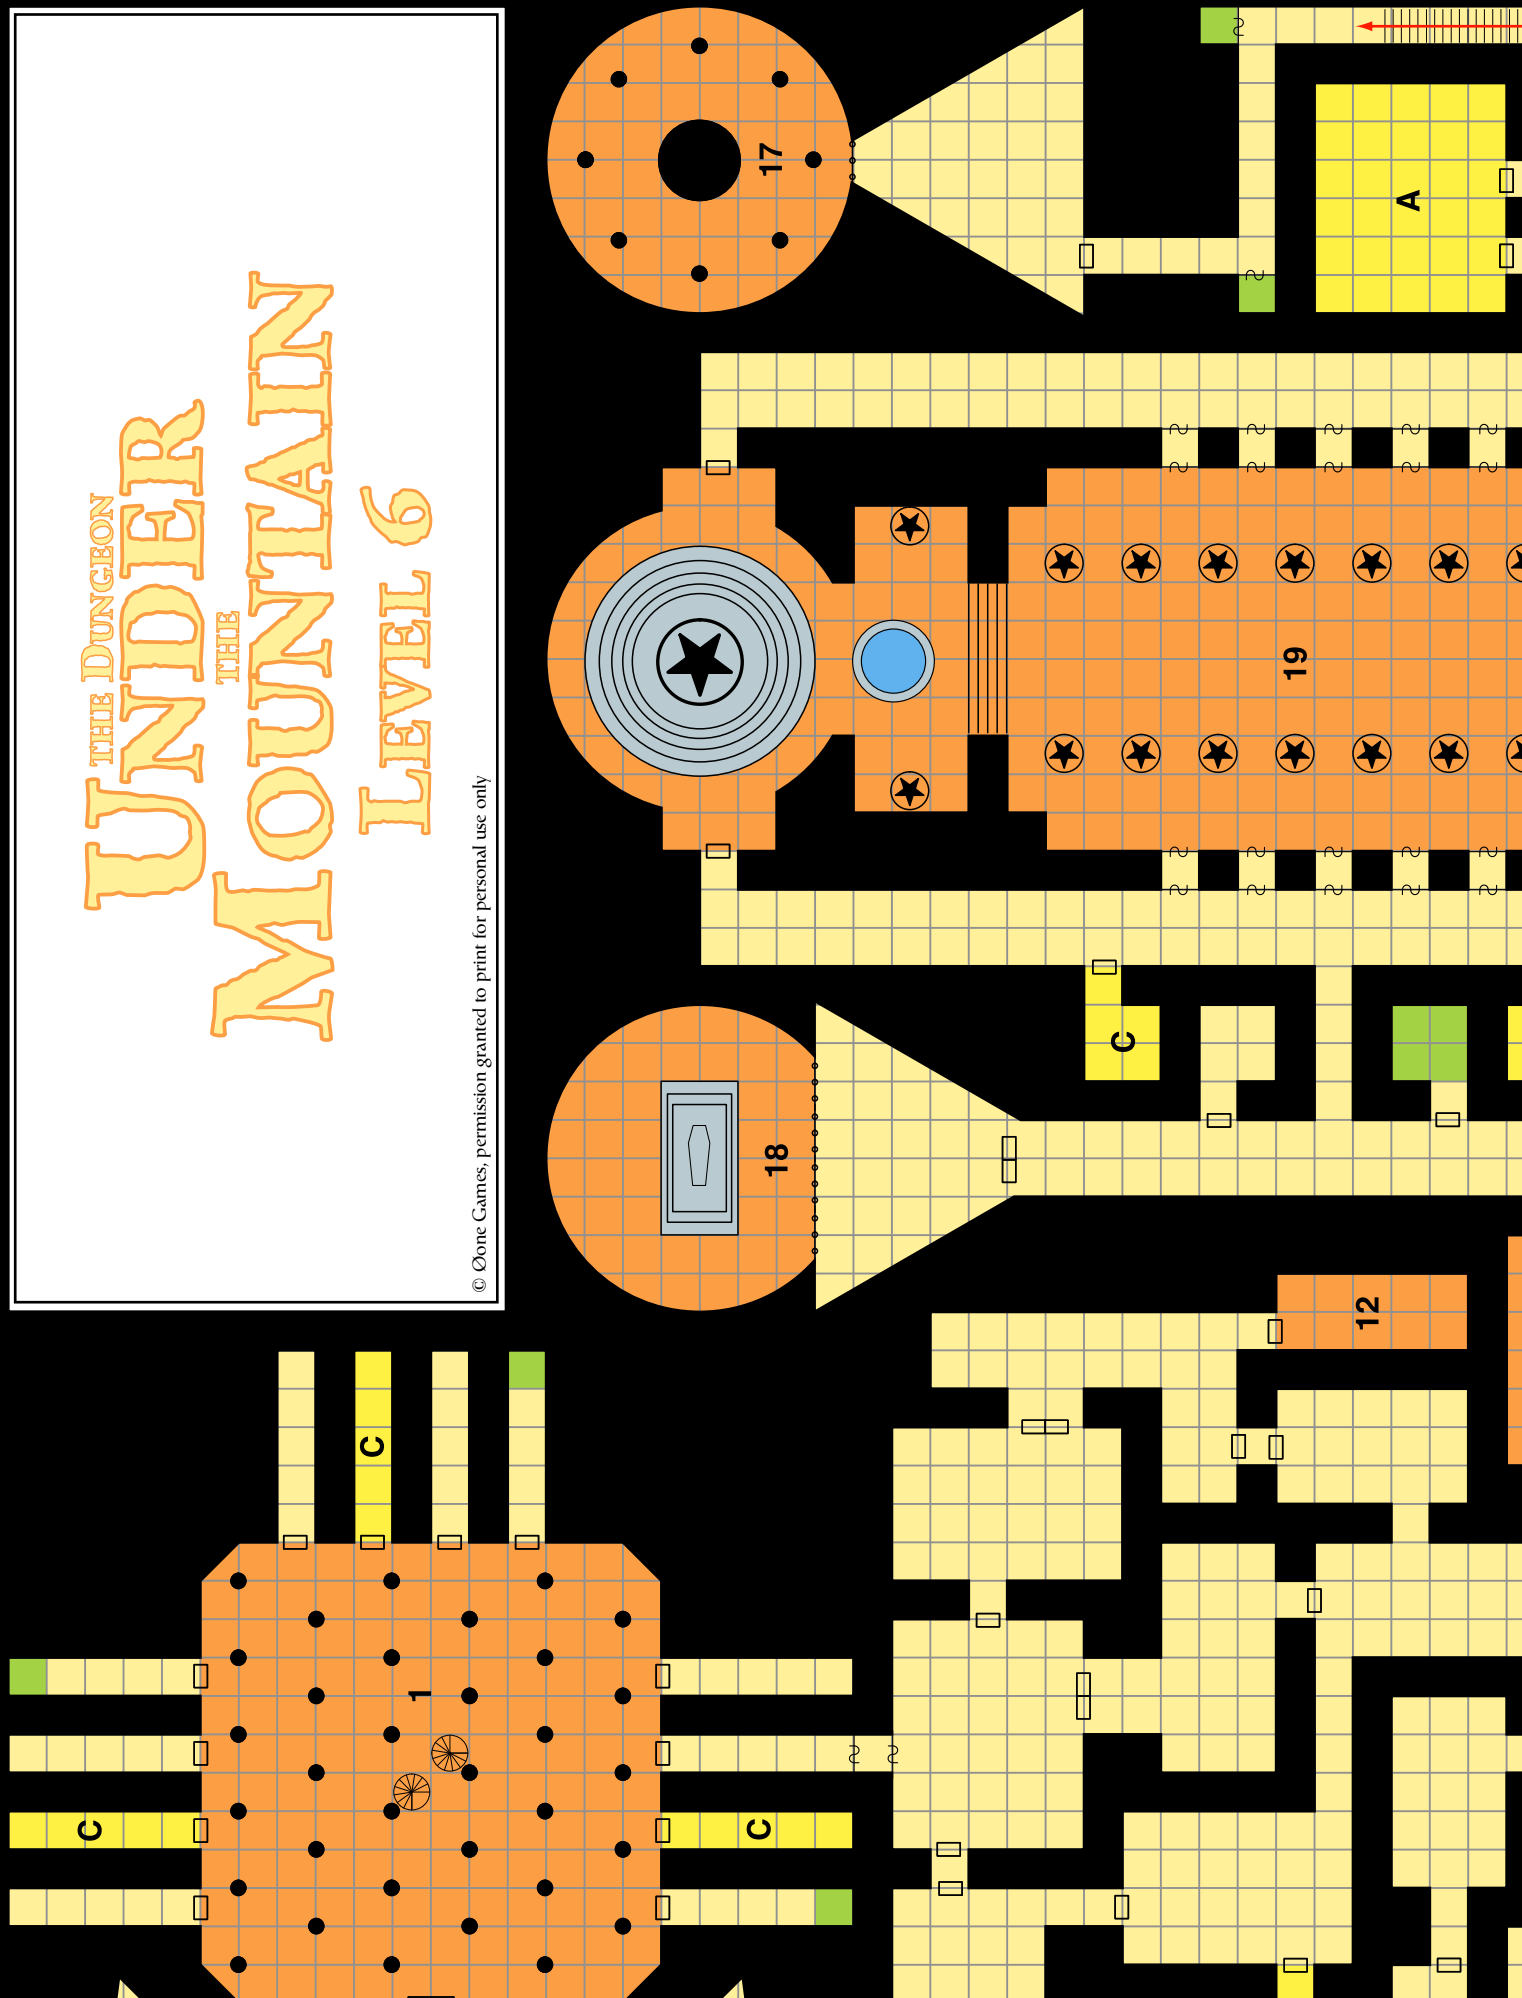 THE DUNGEON
UNDER
THE
MOUNTAIN
LEVEL 6
© Øone Games, permission granted to print for personal use only
17
A
19
C
18
12
C
1
C
C